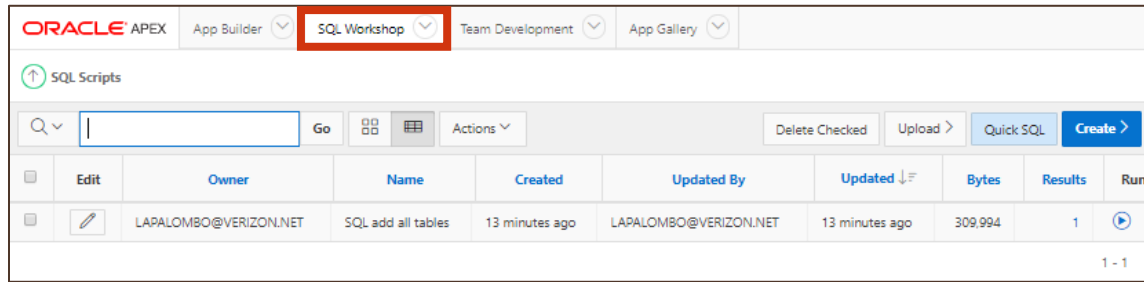 ORACLE APEX App Builder SQL Workshop Team Development App Gallery
SQL Scripts
Go Actions Delete Checked Upload > Quick SQL Create >
Edit Owner Name Created Updated By Updated Bytes Results Run
LAPALOMBO@VERIZON.NET SQL add all tables 13 minutes ago LAPALOMBO@VERIZON.NET 13 minutes ago 309,994 1
1 - 1